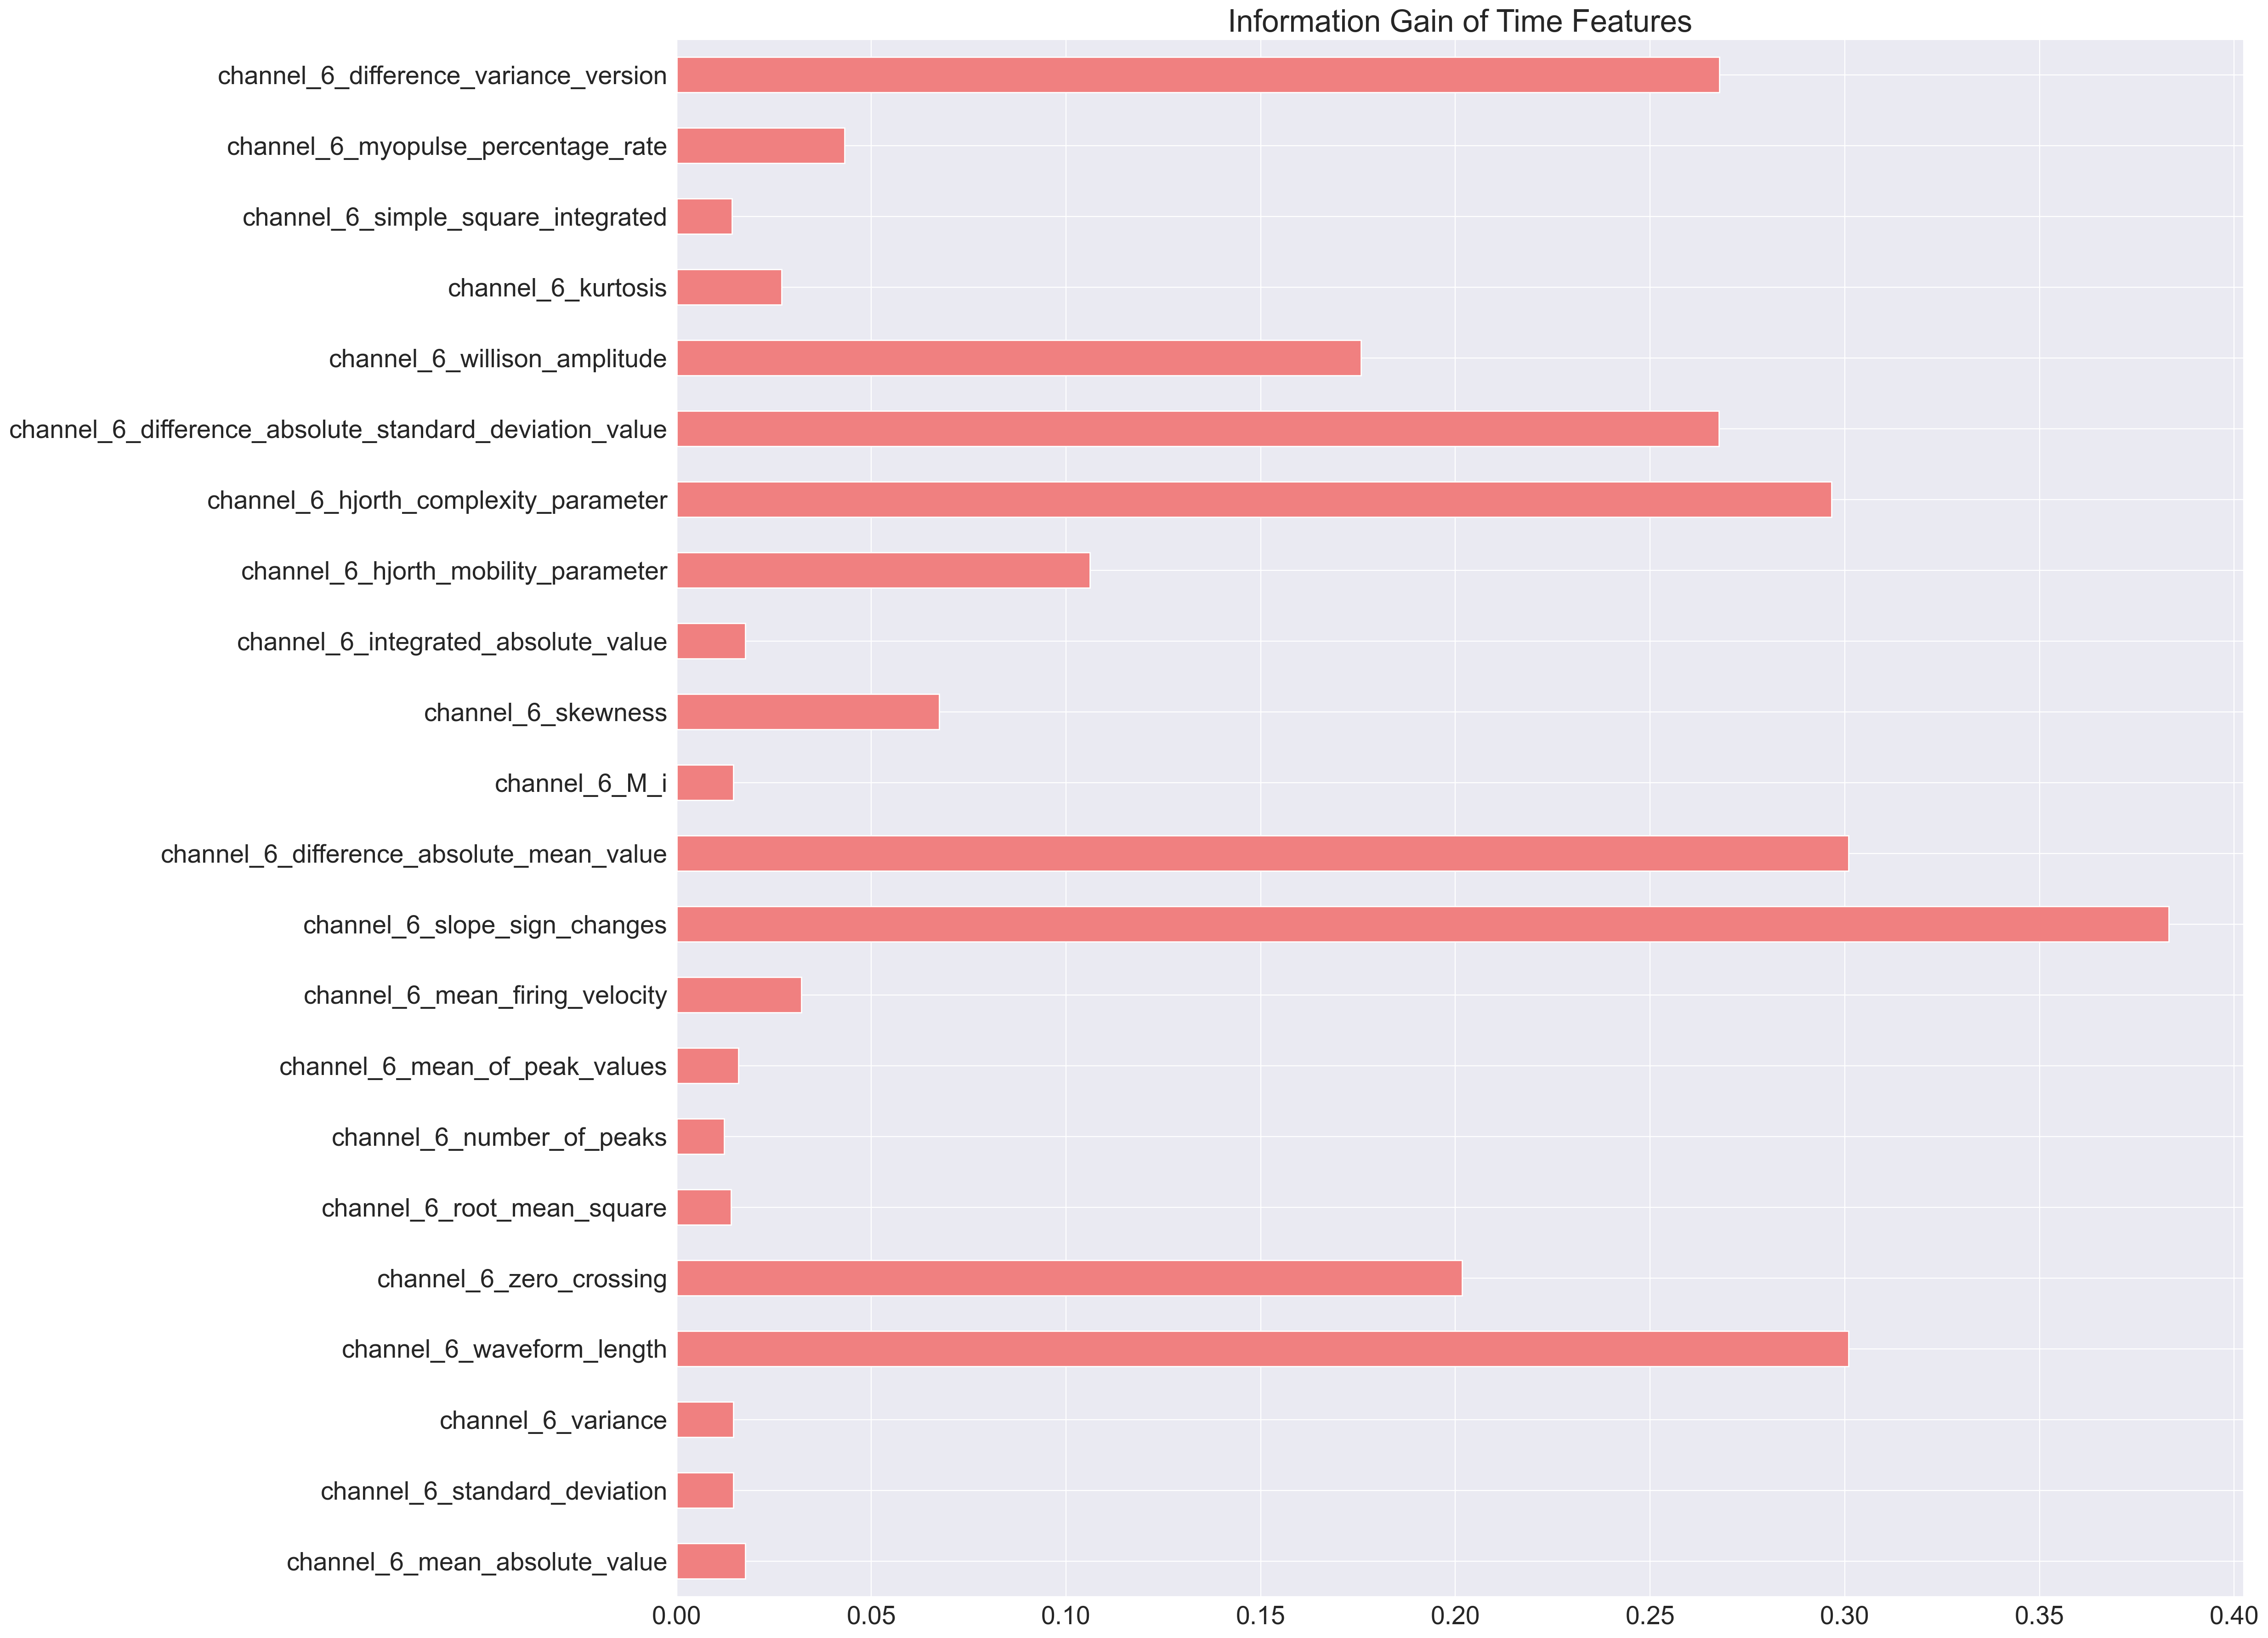 Information Gain of Time Features
channel_6_difference_variance_version
channel_6_myopulse_percentage_rate
channel_6_simple_square_integrated
channel_6_kurtosis
channel_6_willison_amplitude
channel_6_difference_absolute_standard_deviation_value
channel_6_hjorth_complexity_parameter
channel_6_hjorth_mobility_parameter
channel_6_integrated_absolute_value
channel_6_skewness
channel_6_M_i
channel_6_difference_absolute_mean_value
channel_6_slope_sign_changes
channel_6_mean_firing_velocity
channel_6_mean_of_peak_values
channel_6_number_of_peaks
channel_6_root_mean_square
channel_6_zero_crossing
channel_6_waveform_length
channel_6_variance
channel_6_standard_deviation
channel_6_mean_absolute_value
0.00 0.05 0.10 0.15 0.20 0.25 0.30 0.35 0.40